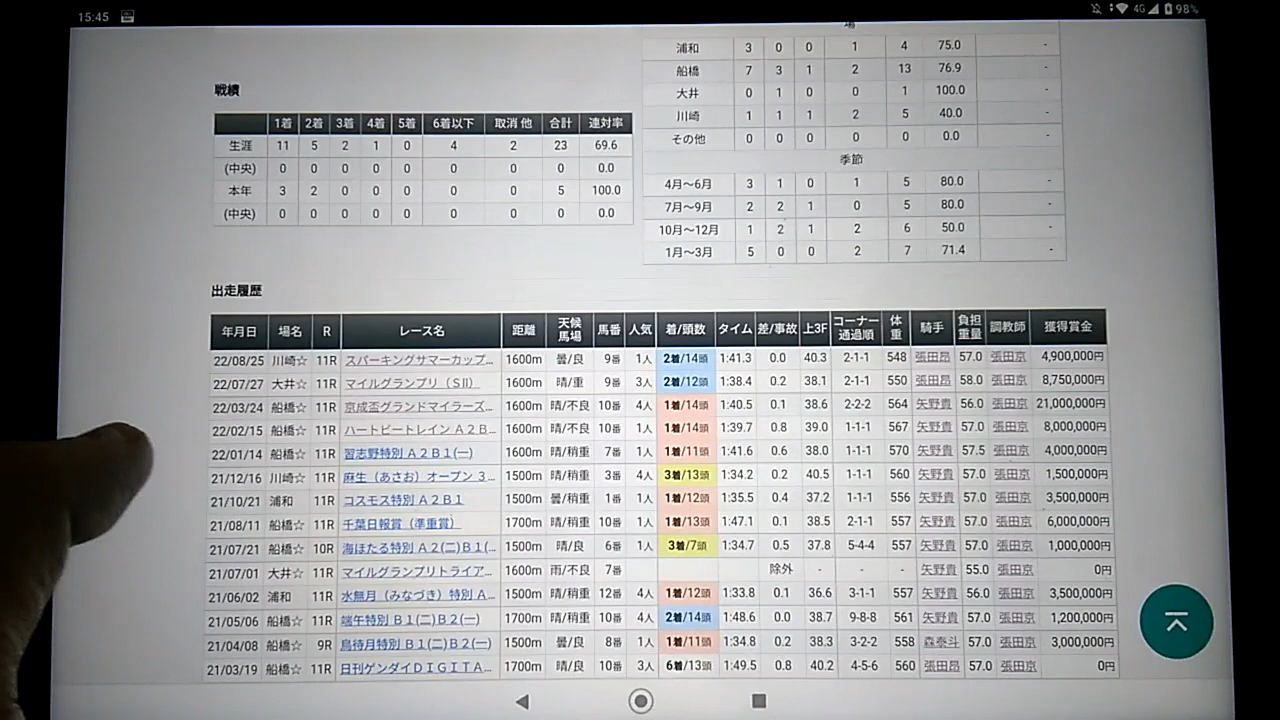 15:45 4G 98%
場
浦和 3 0 0 1 4 75.0 -
船橋 7 3 1 2 13 76.9 -
大井 0 1 0 0 1 100.0 -
川崎 1 1 1 2 5 40.0 -
その他 0 0 0 0 0 0.0 -
季節
4月〜6月 3 1 0 1 5 80.0 -
7月〜9月 2 2 1 0 5 80.0 -
10月〜12月 1 2 1 2 6 50.0 -
1月〜3月 5 0 0 2 7 71.4 -
戦績
1着 2着 3着 4着 5着 6着以下 取消 他 合計 連対率
生涯 11 5 2 1 0 4 2 23 69.6
(中央) 0 0 0 0 0 0 0 0 0.0
本年 3 2 0 0 0 0 0 5 100.0
(中央) 0 0 0 0 0 0 0 0 0.0
出走履歴
年月日 場名 R レース名 距離 天候馬場 馬番 人気 着/頭数 タイム 差/事故 上3F コーナー通過順 体重 騎手 負担重量 調教師 獲得賞金
22/08/25 川崎☆ 11R スパーキングサマーカップ... 1600m 曇/良 9番 1人 2着/14頭 1:41.3 0.0 40.3 2-1-1 548 張田昂 57.0 張田京 4,900,000円
22/07/27 大井☆ 11R マイルグランプリ（ＳⅡ） 1600m 晴/重 9番 3人 2着/12頭 1:38.4 0.2 38.1 2-1-1 550 張田昂 58.0 張田京 8,750,000円
22/03/24 船橋☆ 11R 京成盃グランドマイラーズ... 1600m 晴/不良 10番 4人 1着/14頭 1:40.5 0.1 38.6 2-2-2 564 矢野貴 56.0 張田京 21,000,000円
22/02/15 船橋☆ 11R ハートビートレイン Ａ２Ｂ... 1600m 晴/不良 10番 1人 1着/14頭 1:39.7 0.8 39.0 1-1-1 567 矢野貴 57.0 張田京 8,000,000円
22/01/14 船橋☆ 11R 習志野特別 Ａ２Ｂ１(一) 1600m 晴/稍重 7番 1人 1着/11頭 1:41.6 0.6 38.0 1-1-1 570 矢野貴 57.5 張田京 4,000,000円
21/12/16 川崎☆ 11R 麻生（あさお）オープン ３... 1500m 晴/稍重 3番 4人 3着/13頭 1:34.2 0.2 40.5 1-1-1 560 矢野貴 57.0 張田京 1,500,000円
21/10/21 浦和 11R コスモス特別 Ａ２Ｂ１ 1500m 曇/稍重 1番 1人 1着/12頭 1:35.5 0.4 37.2 1-1-1 556 矢野貴 57.0 張田京 3,500,000円
21/08/11 船橋☆ 11R 千葉日報賞（準重賞） 1700m 晴/稍重 10番 1人 1着/13頭 1:47.1 0.1 38.5 2-1-1 557 矢野貴 57.0 張田京 6,000,000円
21/07/21 船橋☆ 10R 海ほたる特別 Ａ２(二)Ｂ１(... 1500m 晴/良 6番 1人 3着/7頭 1:34.7 0.5 37.8 5-4-4 557 矢野貴 57.0 張田京 1,000,000円
21/07/01 大井☆ 11R マイルグランプリトライア... 1600m 雨/不良 7番 除外 - - - 矢野貴 55.0 張田京 0円
21/06/02 浦和 11R 水無月（みなづき）特別 Ａ... 1500m 晴/稍重 12番 4人 1着/12頭 1:33.8 0.1 36.6 3-1-1 551 矢野貴 56.0 張田京 3,500,000円
21/05/06 船橋☆ 11R 端午特別 Ｂ１(二)Ｂ２(一) 1700m 晴/稍重 10番 4人 2着/14頭 1:48.6 0.0 38.7 9-8-8 561 矢野貴 57.0 張田京 1,200,000円
21/04/08 船橋☆ 9R 鳥待月特別 Ｂ１(二)Ｂ２(一) 1500m 曇/良 8番 1人 1着/11頭 1:34.8 0.2 38.3 3-2-2 558 森泰斗 57.0 張田京 3,000,000円
21/03/19 船橋☆ 11R 日刊ゲンダイＤＩＧＩＴＡ... 1700m 晴/良 10番 3人 6着/13頭 1:49.5 0.8 40.2 4-5-6 560 張田昂 57.0 張田京 0円